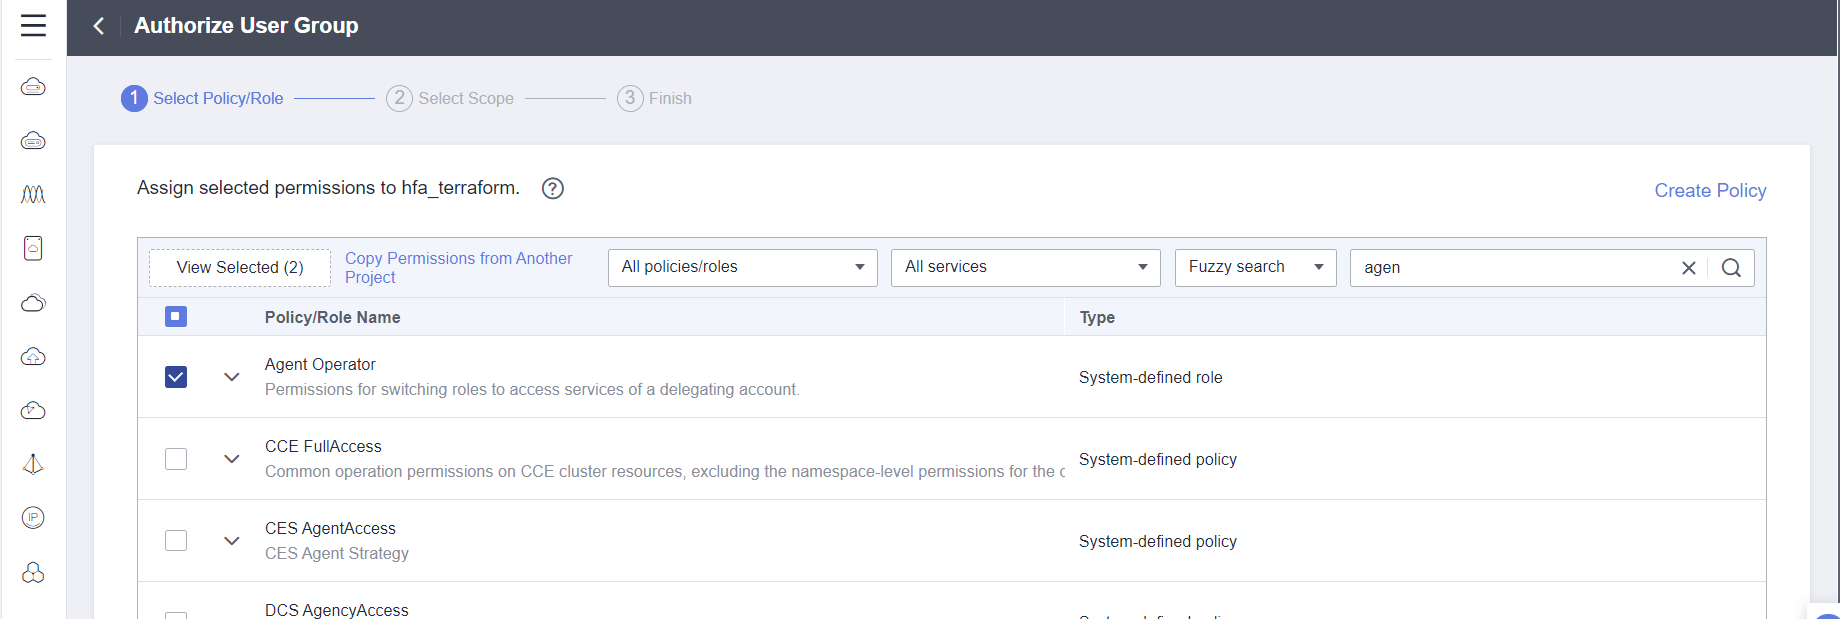 Authorize User Group
1 Select Policy/Role 2 Select Scope 3 Finish
Assign selected permissions to hfa_terraform. ?
Create Policy
View Selected (2)
Copy Permissions from Another
Project
All policies/roles
All services
Fuzzy search
agen
Policy/Role Name Type
Agent Operator
Permissions for switching roles to access services of a delegating account.
System-defined role
CCE FullAccess
Common operation permissions on CCE cluster resources, excluding the namespace-level permissions for the c
System-defined policy
CES AgentAccess
CES Agent Strategy
System-defined policy
IP
DCS AgencyAccess